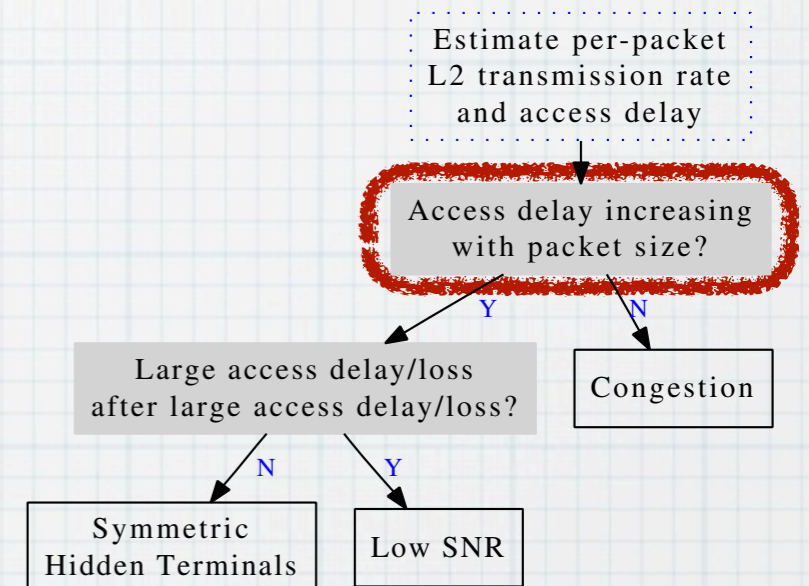 Estimate per-packet
L2 transmission rate
and access delay
Access delay increasing
with packet size?
Y
N
Large access delay/loss
after large access delay/loss?
Congestion
N
Y
Symmetric
Hidden Terminals
Low SNR